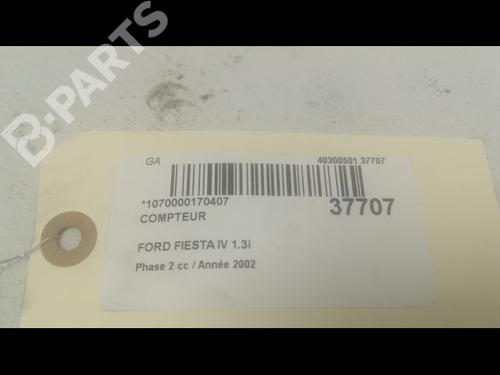 B-PARTS
GA
40300501 37707
*1070000170407
37707
COMPTEUR
FORD FIESTA IV 1.3i
Phase 2 cc / Année 2002